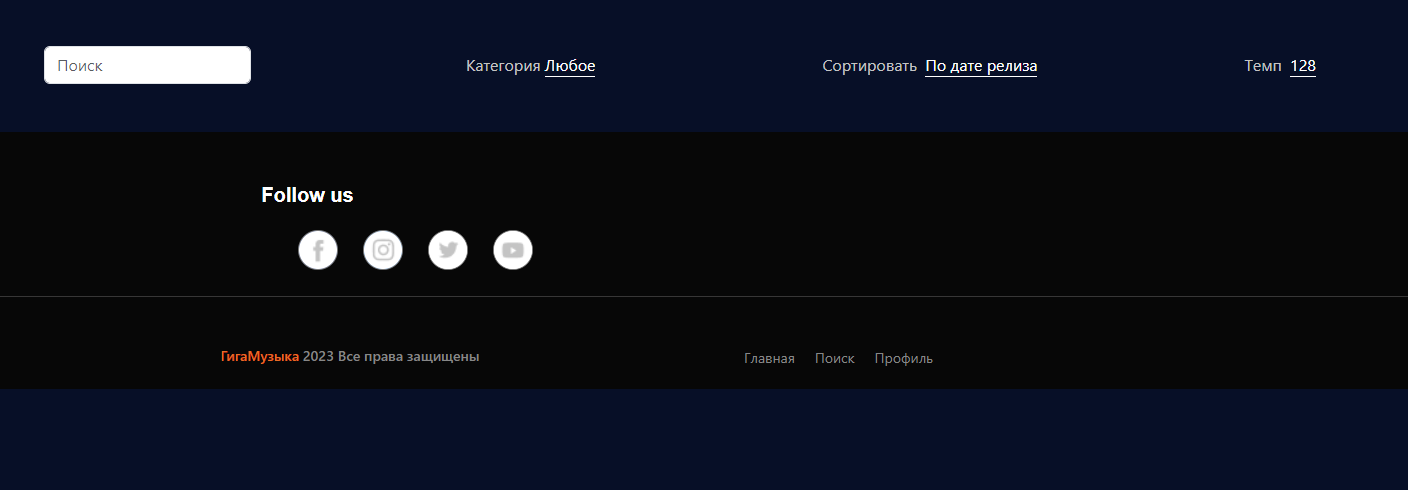 Поиск Категория Любое Сортировать По дате релиза Темп 128
Follow us
ГигаМузыка 2023 Все права защищены Главная Поиск Профиль